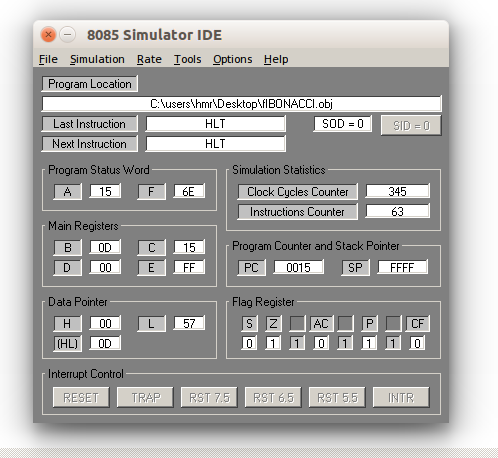 8085 Simulator IDE
File Simulation Rate Tools Options Help
Program Location
C:\users\hmr\Desktop\fIBONACCI.obj
Last Instruction HLT SOD = 0 SID = 0
Next Instruction HLT
Program Status Word Simulation Statistics
A 15 F 6E Clock Cycles Counter 345
Instructions Counter 63
Main Registers Program Counter and Stack Pointer
B 0D C 15
D 00 E FF PC 0015 SP FFFF
Data Pointer Flag Register
H 00 L 57 S Z AC P CF
(HL) 0D 0 1 1 0 1 1 1 0
Interrupt Control
RESET TRAP RST 7.5 RST 6.5 RST 5.5 INTR